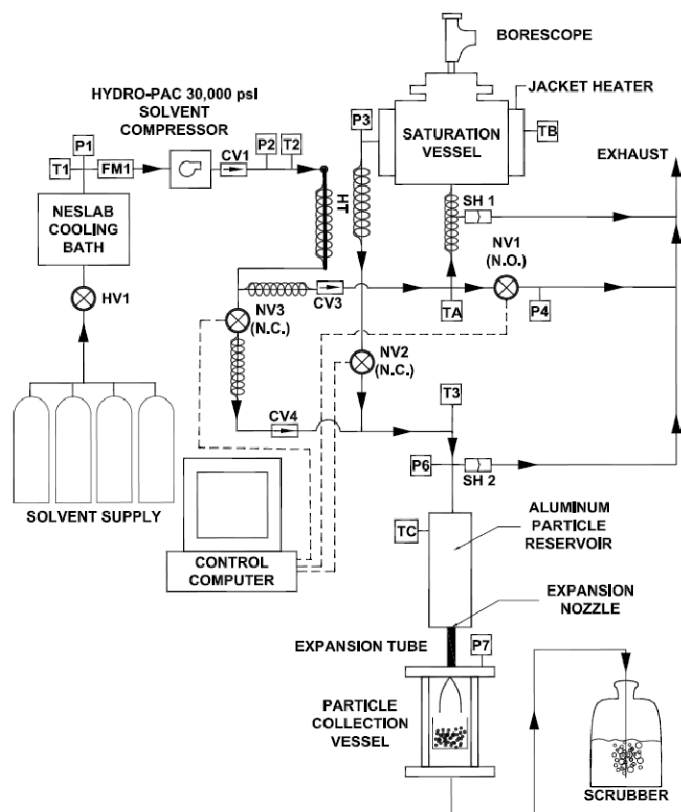 BORESCOPE
HYDRO-PAC 30,000 psi
SOLVENT
COMPRESSOR
JACKET HEATER
P1
P3
SATURATION
VESSEL
TB
CV1
P2
T2
EXHAUST
T1
FM1
NESLAB
COOLING
BATH
HT
SH 1
NV1
(N.O.)
HV1
CV3
TA
P4
NV3
(N.C.)
NV2
(N.C.)
T3
CV4
P6
SH 2
SOLVENT SUPPLY
ALUMINUM
PARTICLE
RESERVOIR
TC
CONTROL
COMPUTER
EXPANSION
NOZZLE
EXPANSION TUBE
P7
PARTICLE
COLLECTION
VESSEL
SCRUBBER